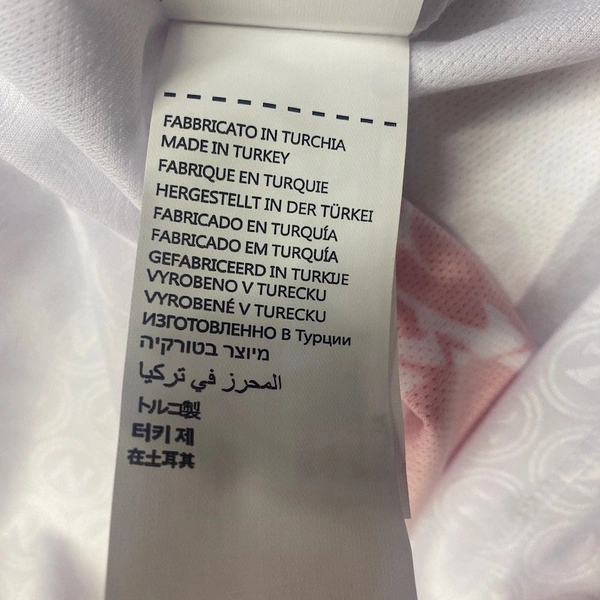 FABBRICATO IN TURCHIA
MADE IN TURKEY
FABRIQUE EN TURQUIE
HERGESTELLT IN DER TÜRKEI
FABRICADO EN TURQUÍA
FABRICADO EM TURQUÍA
GEFABRICEERD IN TURKIJE
VYROBENO V TURECKU
VYROBENÉ V TURECKU
ИЗГОТОВЛЕННО В Турции
מיוצר בטורקיה
المحرز في تركيا
トルコ製
터키 제
在土耳其